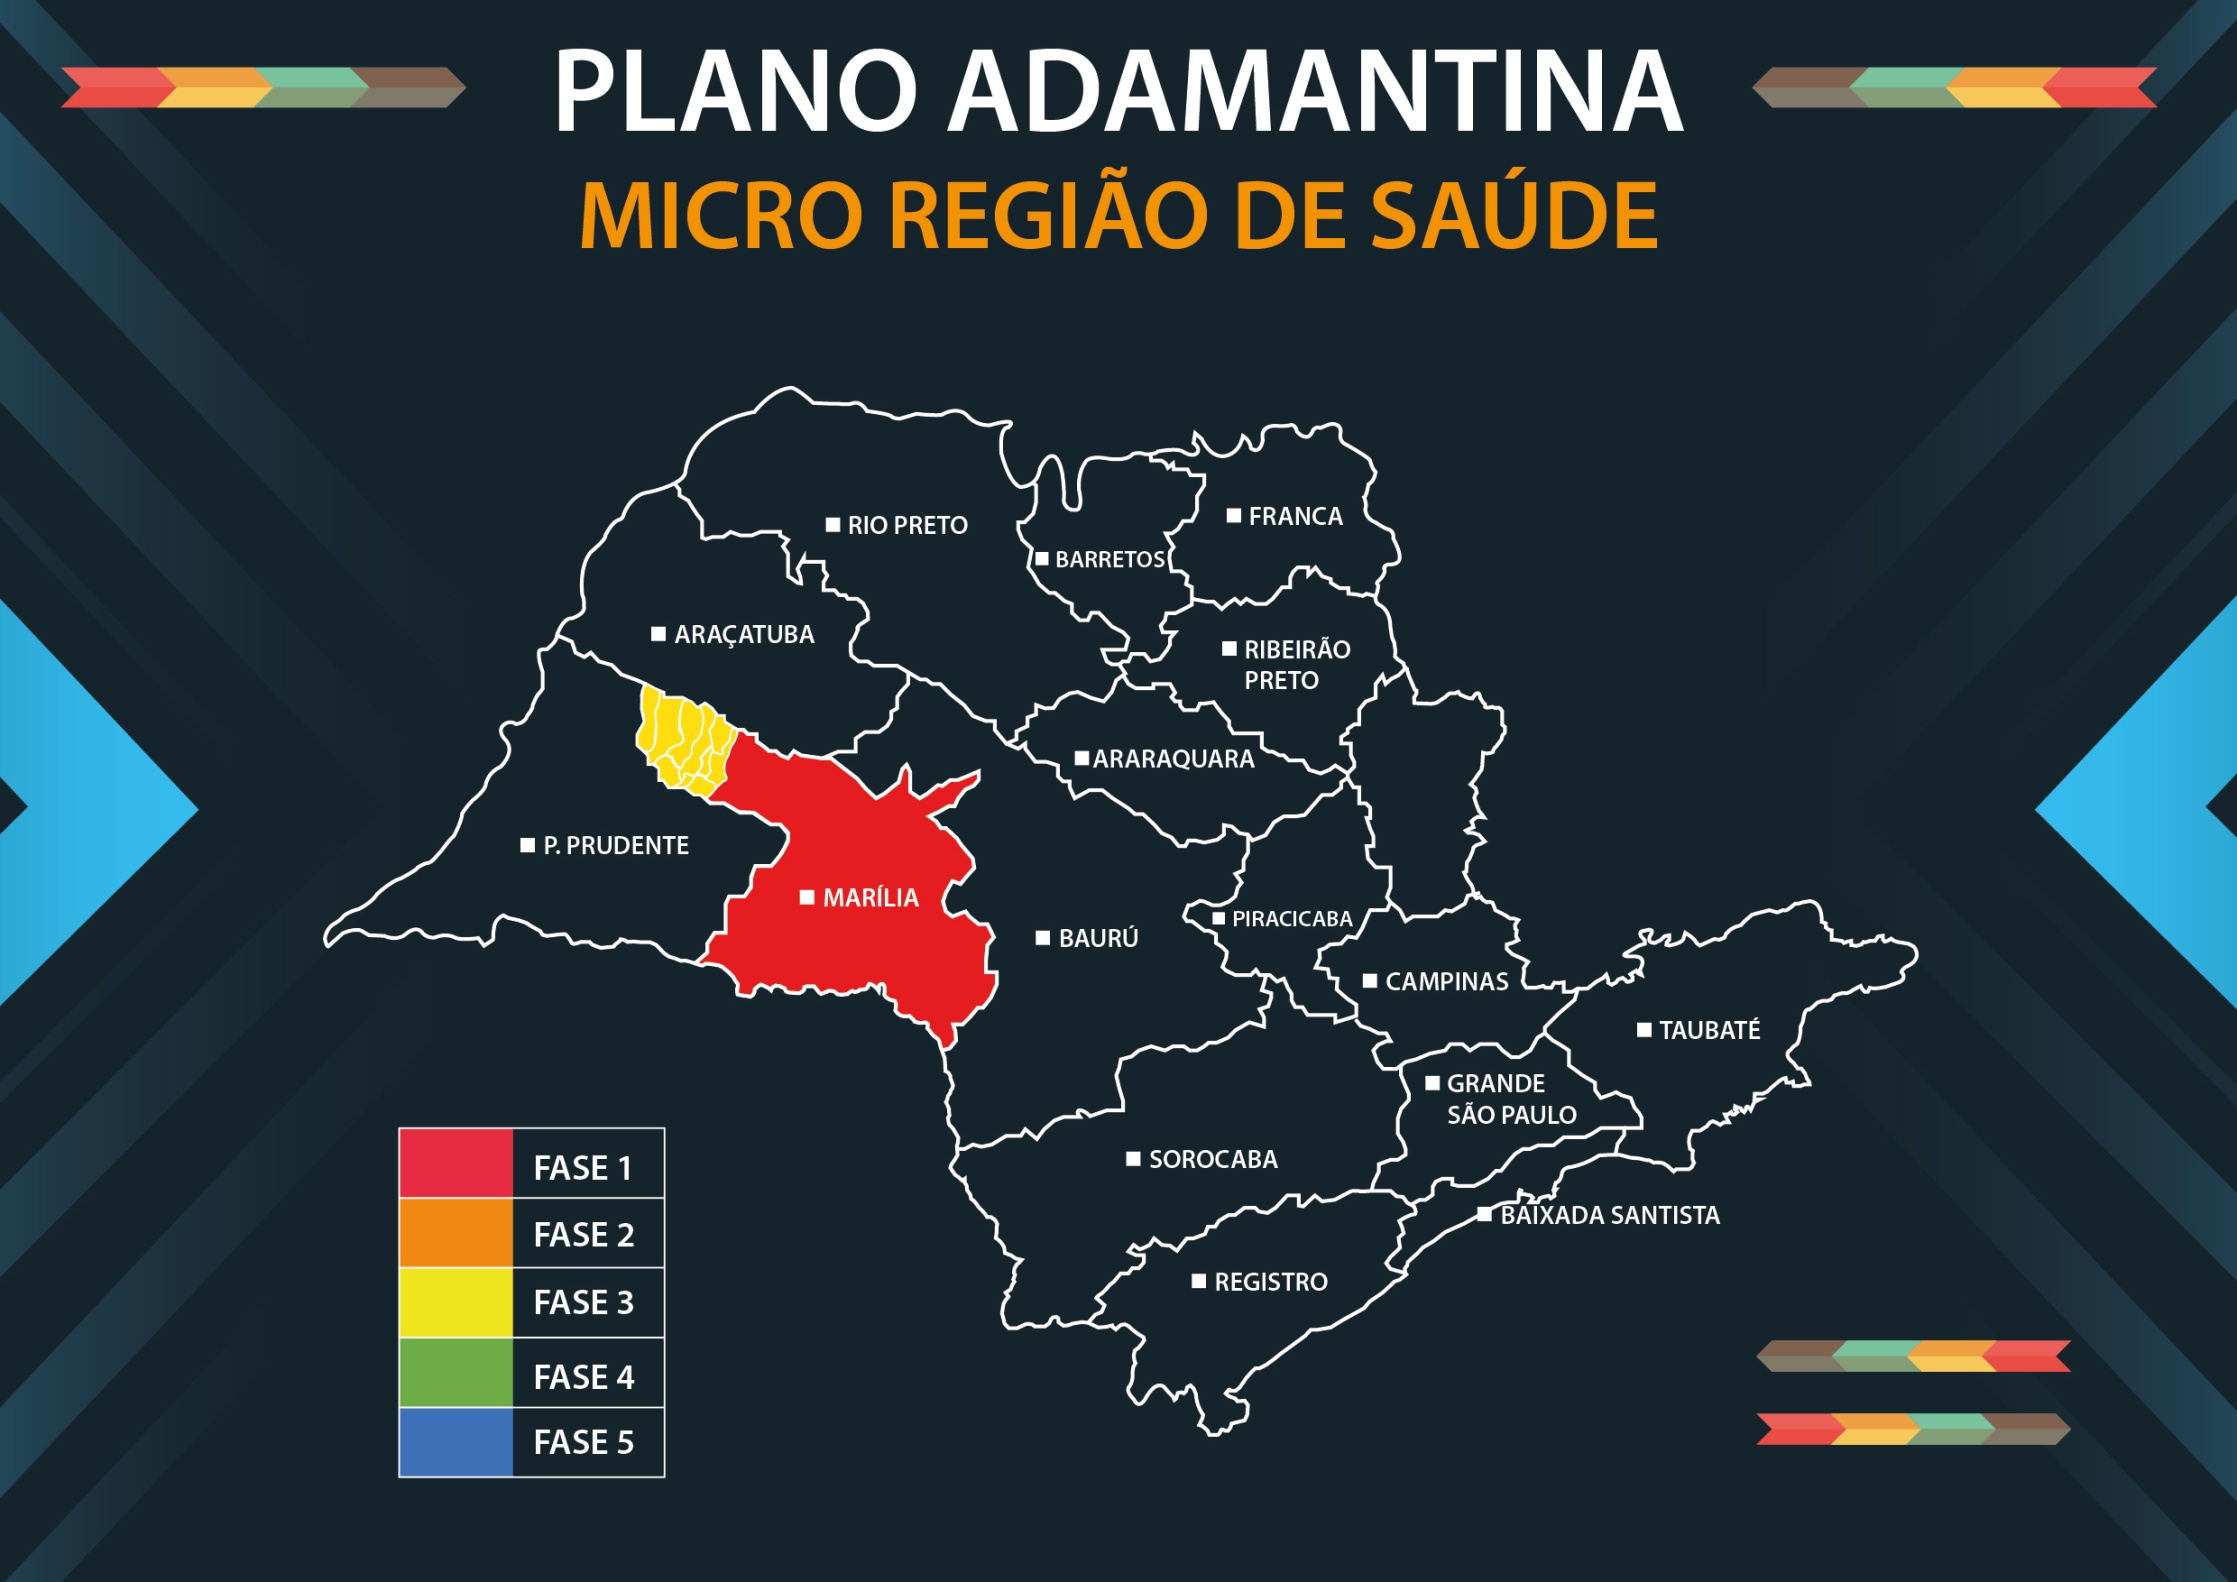 PLANO ADAMANTINA
MICRO REGIÃO DE SAÚDE
RIO PRETO
FRANCA
BARRETOS
ARAÇATUBA
RIBEIRÃO
PRETO
ARARAQUARA
P. PRUDENTE
MARÍLIA
PIRACICABA
BAURÚ
CAMPINAS
TAUBATÉ
GRANDE
SÃO PAULO
SOROCABA
BAIXADA SANTISTA
REGISTRO
FASE 1
FASE 2
FASE 3
FASE 4
FASE 5